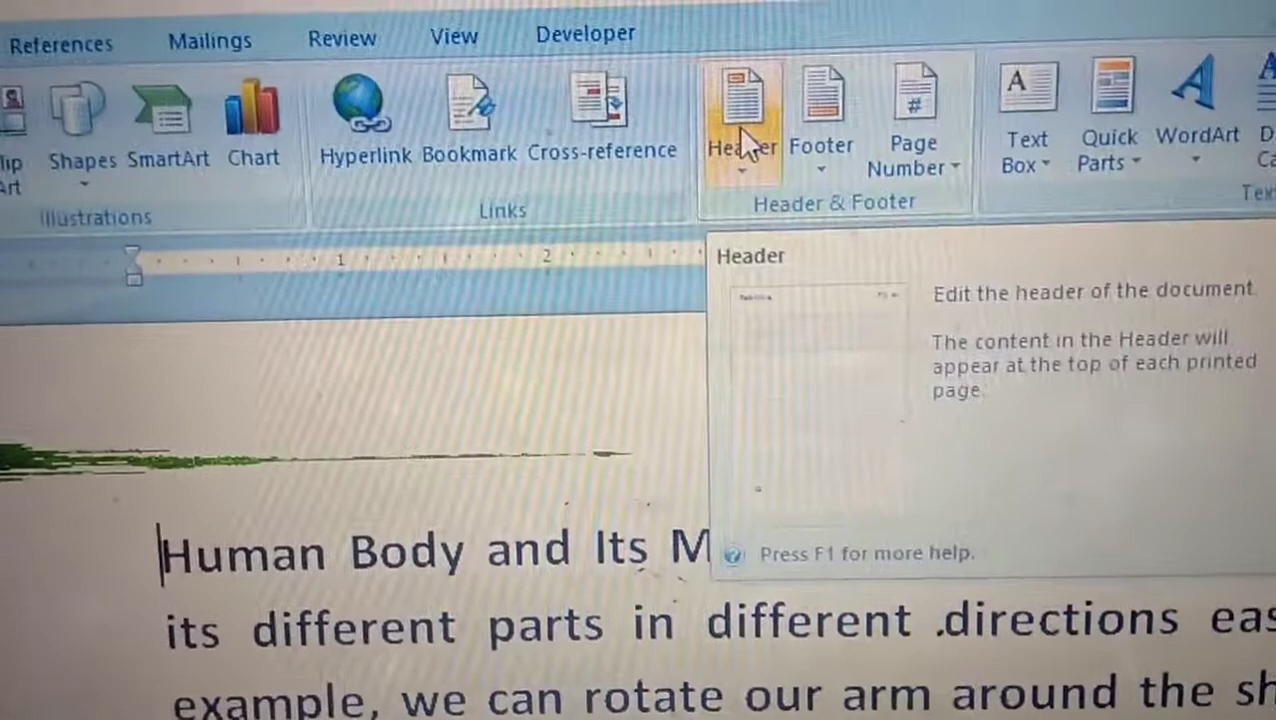 References Mailings Review View Developer
Shapes SmartArt Chart Hyperlink Bookmark Cross-reference Header Footer Page Number Text Box Quick Parts WordArt
Art
Illustrations Links Header & Footer
1 2
Header
Edit the header of the document.
The content in the Header will
appear at the top of each printed
page.
Press F1 for more help.
Human Body and Its
its different parts in different .directions
example, we can rotate our arm around the